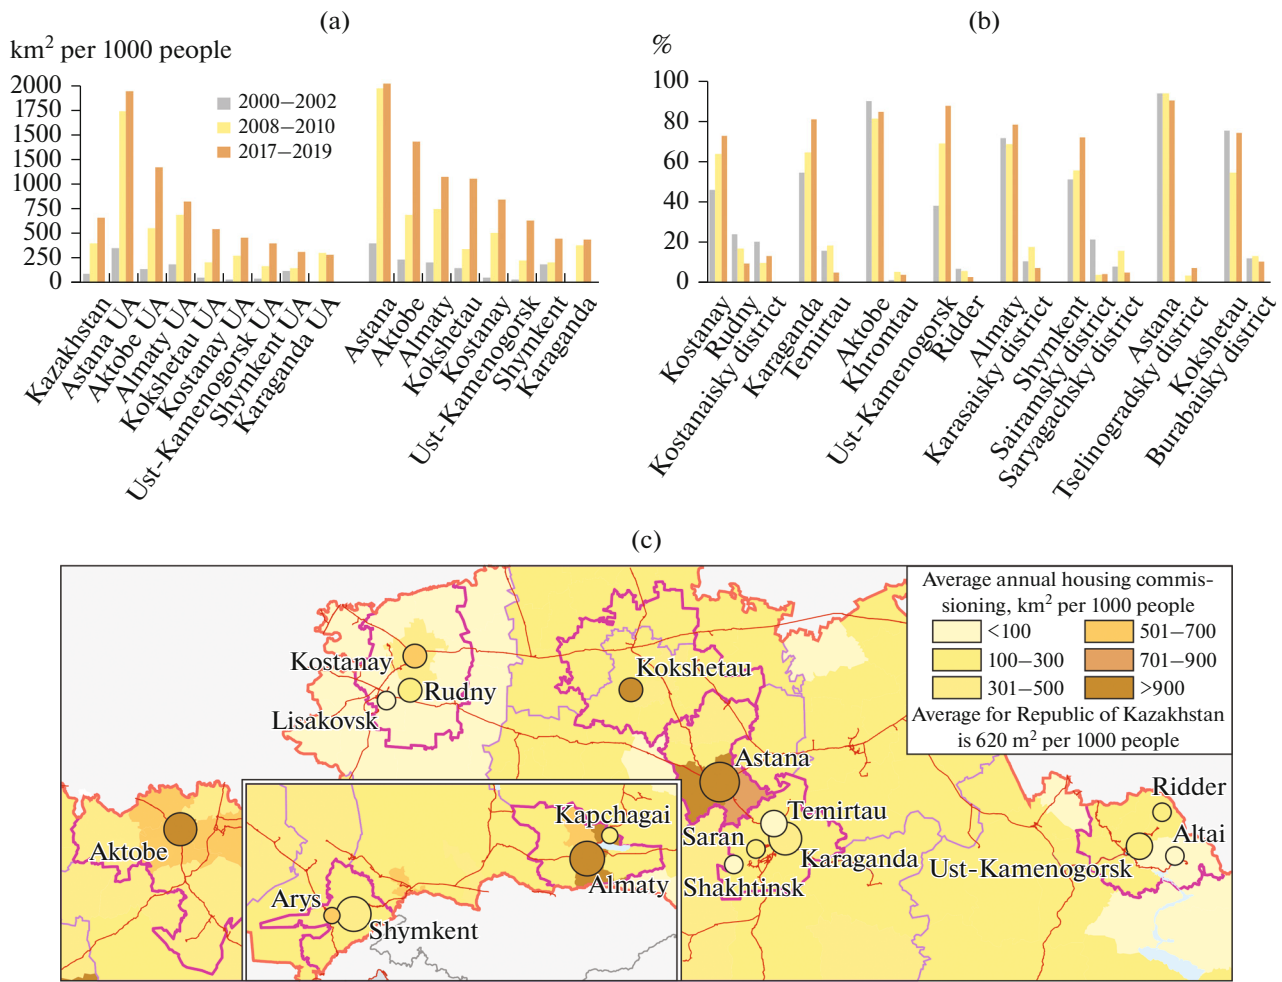 (a)
km² per 1000 people
2000
1750
1500
1250
1000
750
500
250
0
2000–2002
2008–2010
2017–2019
Kazakhstan
Astana UA
Aktobe UA
Almaty UA
Kokshetau UA
Kostanay UA
Ust-Kamenogorsk UA
Shymkent UA
Karaganda UA
Astana
Aktobe
Almaty
Kokshetau
Kostanay
Ust-Kamenogorsk
Shymkent
Karaganda
(b)
%
100
80
60
40
20
0
Kostanay
Rudny
Kostanaisky district
Karaganda
Temirtau
Aktobe
Khromtau
Ust-Kamenogorsk
Ridder
Almaty
Karasaisky district
Shymkent
Sairamsky district
Saryagachsky district
Astana
Tselinogradsky district
Kokshetau
Burabaisky district
(c)
Average annual housing commis-
sioning, km² per 1000 people
<100
501–700
100–300
701–900
301–500
>900
Average for Republic of Kazakhstan
is 620 m² per 1000 people
Kostanay
Rudny
Lisakovsk
Kokshetau
Astana
Temirtau
Saran
Karaganda
Shakhtinsk
Ridder
Altai
Ust-Kamenogorsk
Aktobe
Kapchagai
Almaty
Arys
Shymkent